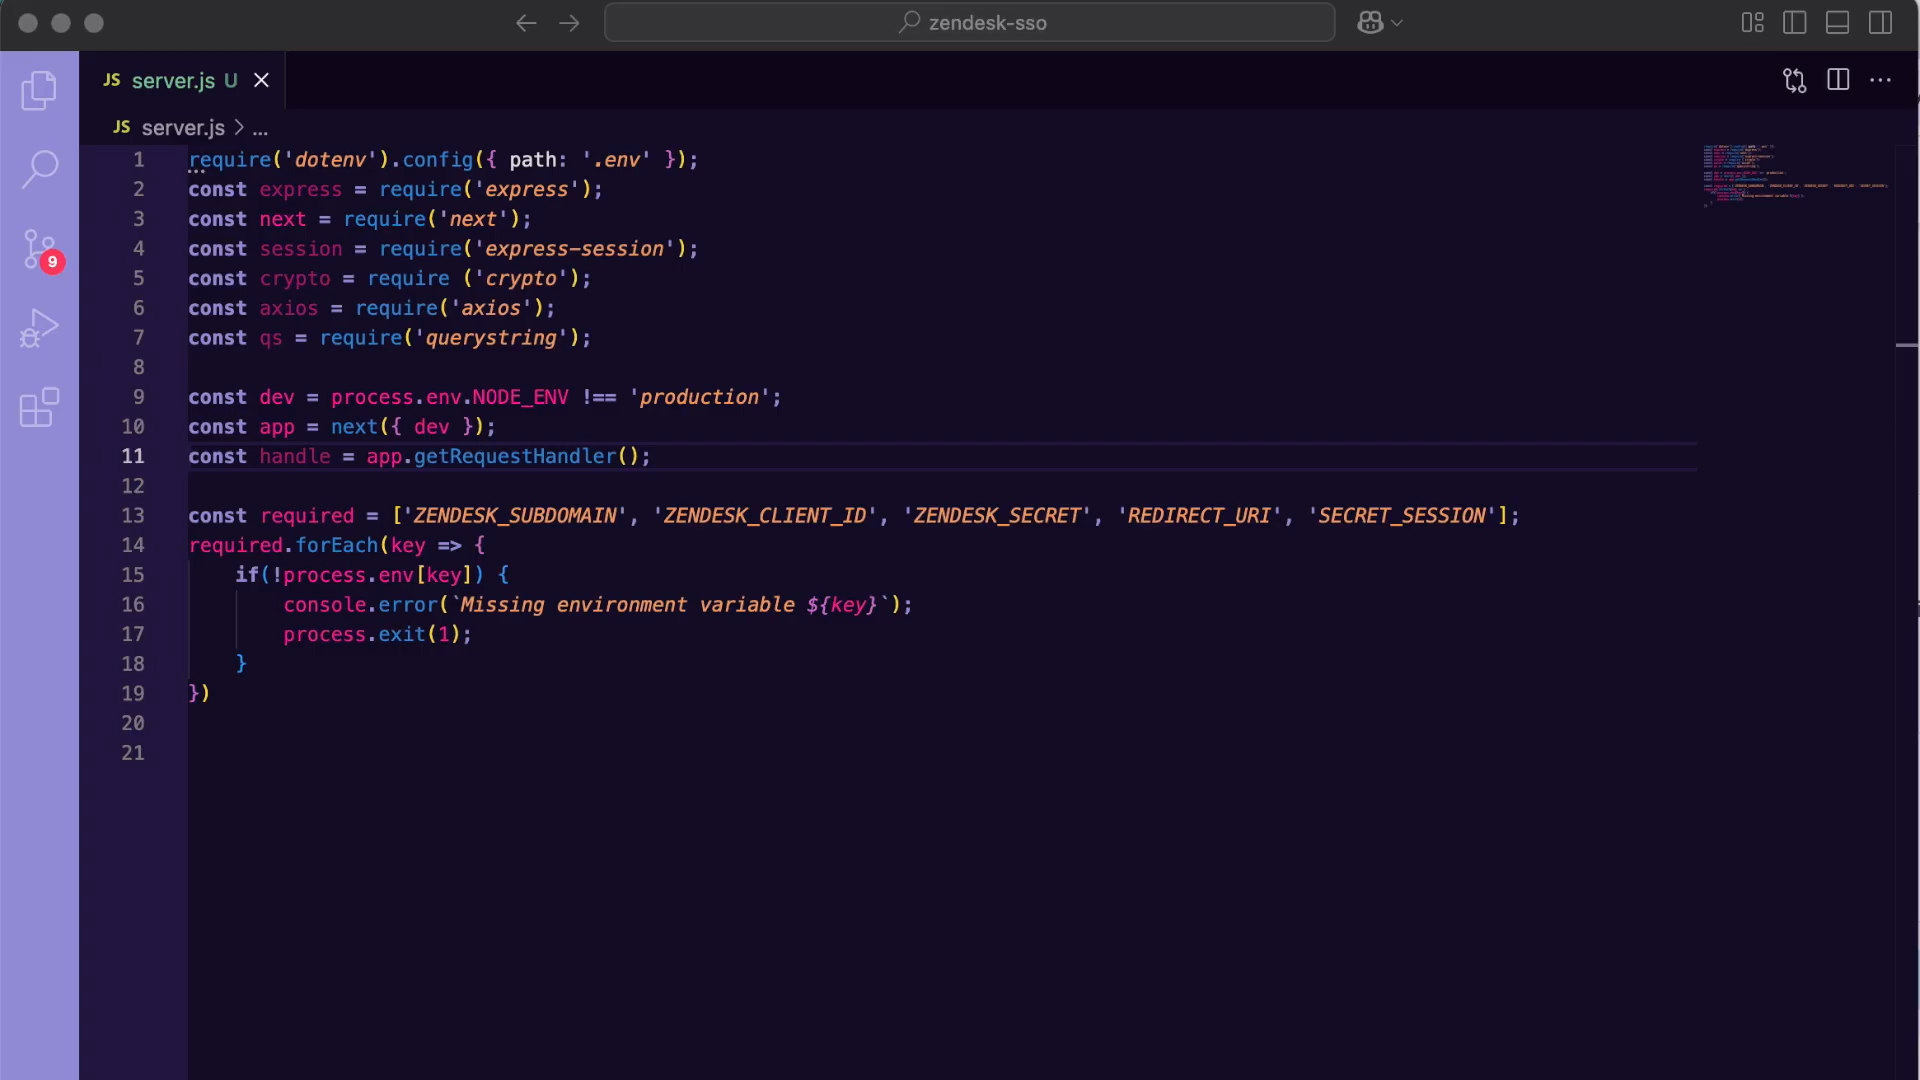 zendesk-sso
JS server.js U
JS server.js > ...
9
1 require('dotenv').config({ path: '.env' });
2 const express = require('express');
3 const next = require('next');
4 const session = require('express-session');
5 const crypto = require ('crypto');
6 const axios = require('axios');
7 const qs = require('querystring');
8
9 const dev = process.env.NODE_ENV !== 'production';
10 const app = next({ dev });
11 const handle = app.getRequestHandler();
12
13 const required = ['ZENDESK_SUBDOMAIN', 'ZENDESK_CLIENT_ID', 'ZENDESK_SECRET', 'REDIRECT_URI', 'SECRET_SESSION'];
14 required.forEach(key => {
15     if(!process.env[key]) {
16         console.error(`Missing environment variable ${key}`);
17         process.exit(1);
18     }
19 })
20
21